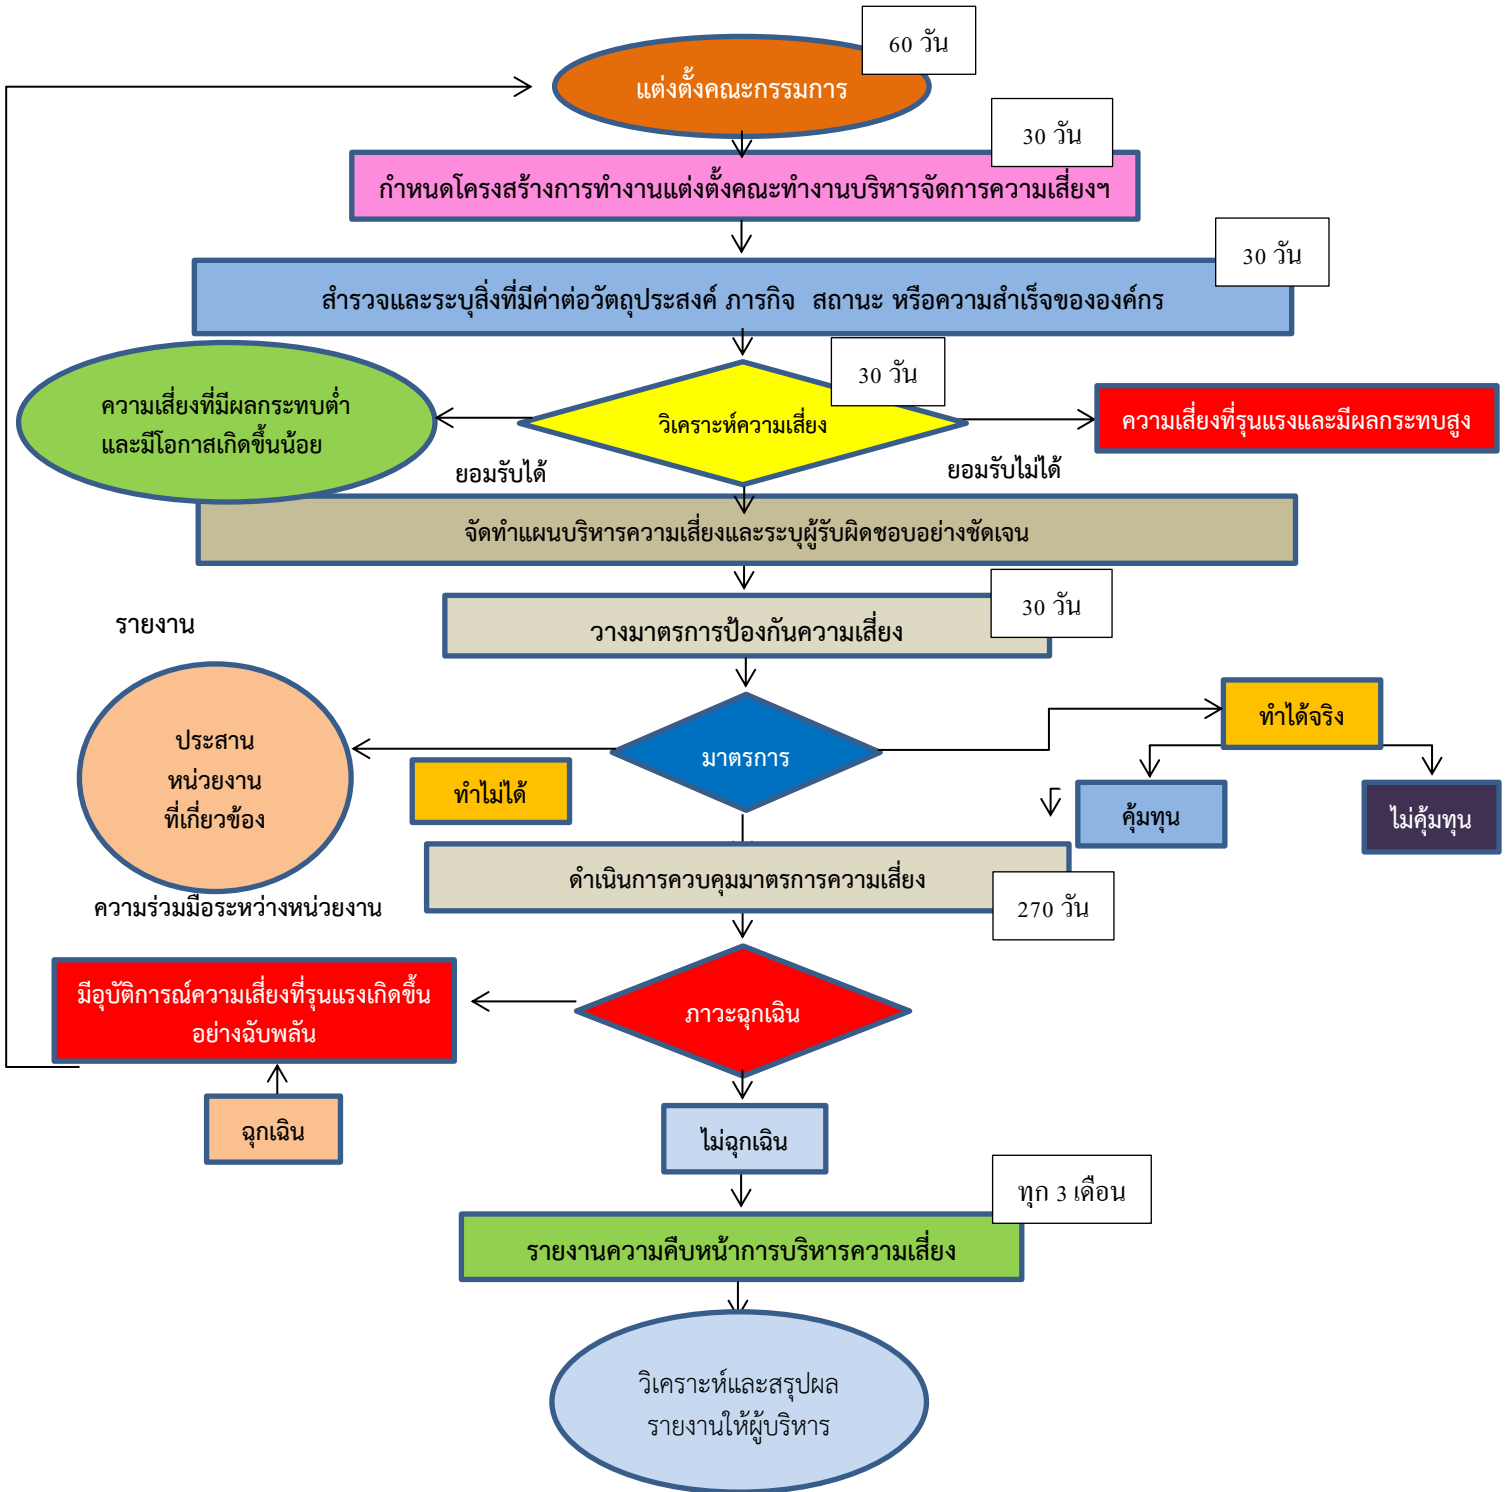 60 วัน
แต่งตั้งคณะกรรมการ
30 วัน
กำหนดโครงสร้างการทำงานแต่งตั้งคณะทำงานบริหารจัดการความเสี่ยงฯ
30 วัน
สำรวจและระบุสิ่งที่มีค่าต่อวัตถุประสงค์ ภารกิจ สถานะ หรือความสำเร็จขององค์กร
30 วัน
ความเสี่ยงที่มีผลกระทบต่ำ
และมีโอกาสเกิดขึ้นน้อย
วิเคราะห์ความเสี่ยง
ความเสี่ยงที่รุนแรงและมีผลกระทบสูง
ยอมรับได้
ยอมรับไม่ได้
จัดทำแผนบริหารความเสี่ยงและระบุผู้รับผิดชอบอย่างชัดเจน
30 วัน
รายงาน
วางมาตรการป้องกันความเสี่ยง
ประสาน
หน่วยงาน
ที่เกี่ยวข้อง
มาตรการ
ทำได้จริง
ทำไม่ได้
คุ้มทุน
ไม่คุ้มทุน
ดำเนินการควบคุมมาตรการความเสี่ยง
270 วัน
ความร่วมมือระหว่างหน่วยงาน
มีอุบัติการณ์ความเสี่ยงที่รุนแรงเกิดขึ้น
อย่างฉับพลัน
ภาวะฉุกเฉิน
ฉุกเฉิน
ไม่ฉุกเฉิน
ทุก 3 เดือน
รายงานความคืบหน้าการบริหารความเสี่ยง
วิเคราะห์และสรุปผล
รายงานให้ผู้บริหาร